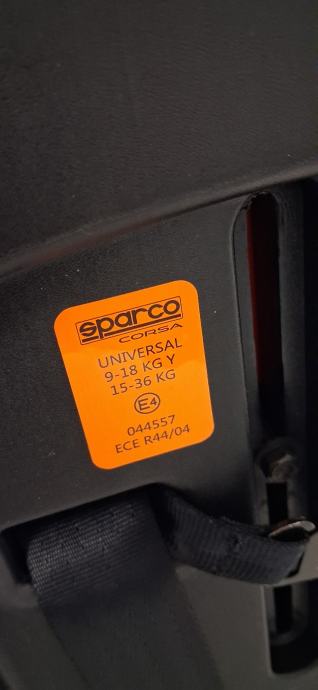 sparco
CORSA
UNIVERSAL
9-18 KG Y
15-36 KG
E4
044557
ECE R44/04